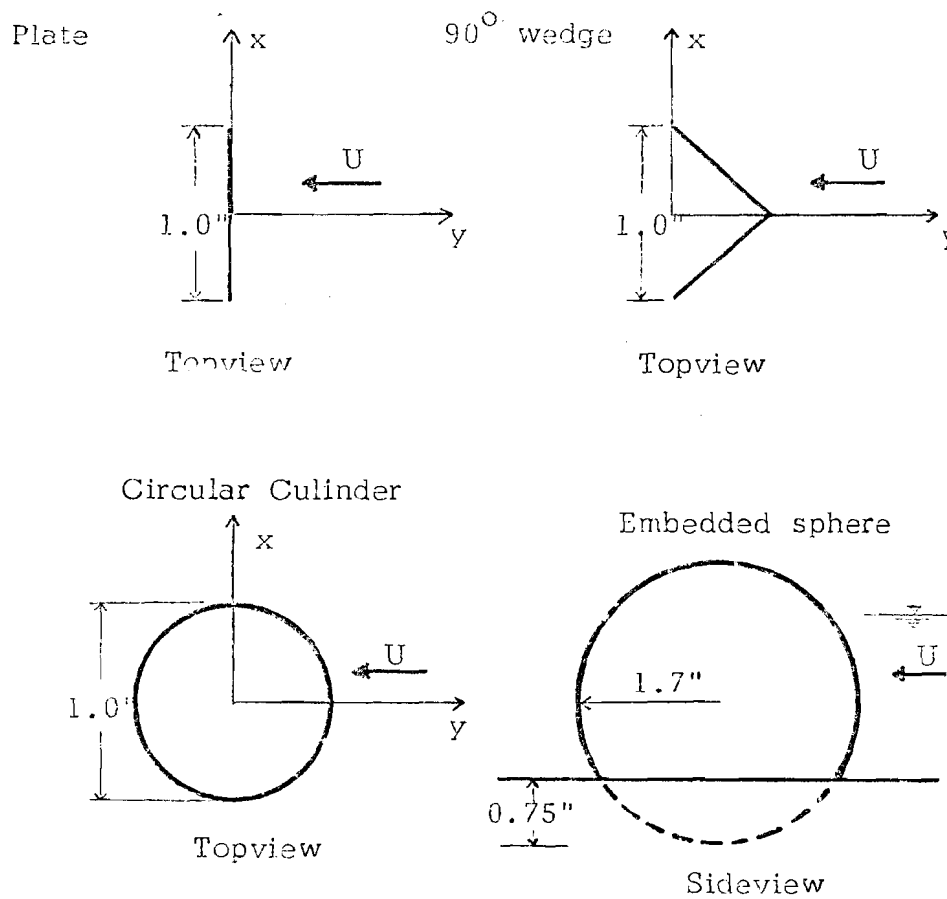 Plate
x
U
1.0"
y
Topview
90° wedge
x
U
1.0"
y
Topview
Circular Culinder
x
U
1.0"
y
Topview
Embedded sphere
U
1.7"
0.75"
Sideview